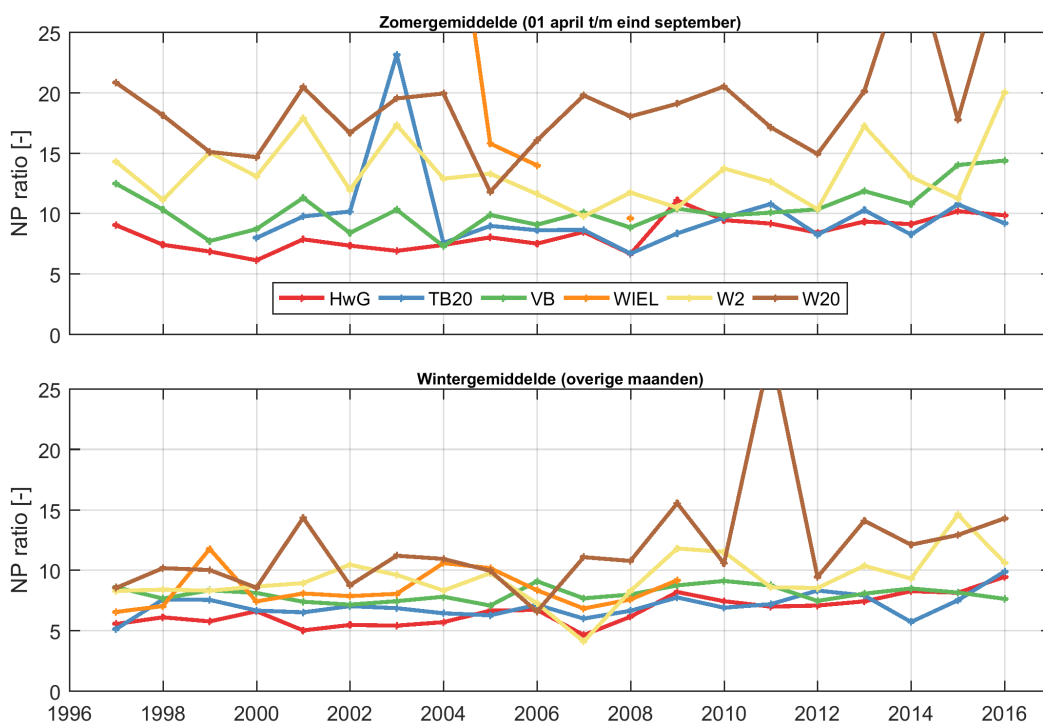 Zomergemiddelde (01 april t/m eind september)
25
20
15
10
5
0
NP ratio [-]
HwG TB20 VB WIEL W2 W20
Wintergemiddelde (overige maanden)
25
20
15
10
5
0
NP ratio [-]
1996 1998 2000 2002 2004 2006 2008 2010 2012 2014 2016